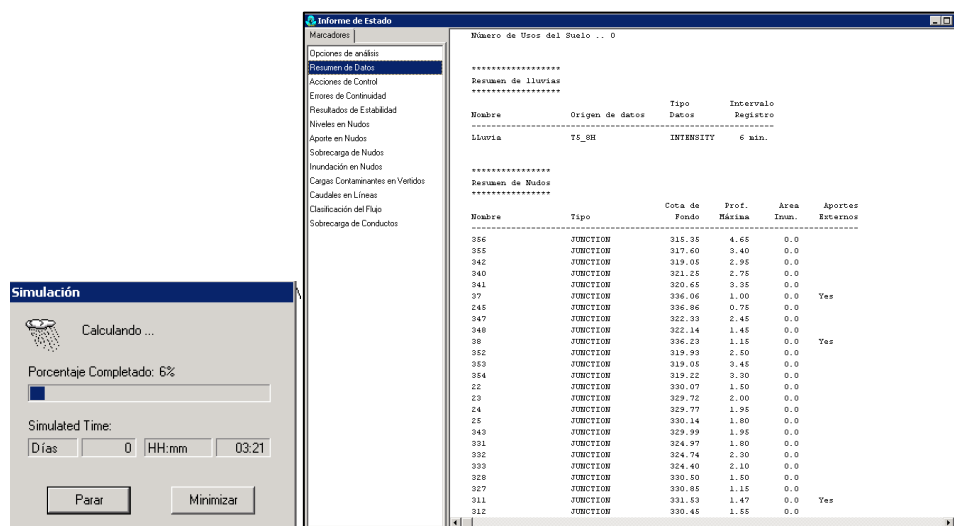 Informe de Estado
Marcadores
Opciones de análisis
Resumen de Datos
Acciones de Control
Errores de Continuidad
Resultados de Estabilidad
Niveles en Nudos
Aporte en Nudos
Sobrecarga de Nudos
Inundación en Nudos
Cargas Contaminantes en Vertidos
Caudales en Líneas
Clasificación del Flujo
Sobrecarga de Conductos
Número de Usos del Suelo .. 0
*****************
Resumen de lluvias
*****************
Tipo Intervalo
Nombre Origen de datos Datos Registro
------------------------------------------------------------------------
LLuvia T5_8H INTENSITY 6 min.
***************
Resumen de Nudos
***************
Cota de Prof. Area Aportes
Nombre Tipo Fondo Máxima Inun. Externos
------------------------------------------------------------------------
356 JUNCTION 315.35 4.65 0.0
355 JUNCTION 317.60 3.40 0.0
342 JUNCTION 319.05 2.95 0.0
340 JUNCTION 321.25 2.75 0.0
341 JUNCTION 320.65 3.35 0.0
37 JUNCTION 336.06 1.00 0.0 Yes
245 JUNCTION 336.86 0.75 0.0
347 JUNCTION 322.33 2.45 0.0
348 JUNCTION 322.14 1.45 0.0
38 JUNCTION 336.23 1.15 0.0 Yes
352 JUNCTION 319.93 2.50 0.0
353 JUNCTION 319.05 3.45 0.0
354 JUNCTION 319.22 3.30 0.0
22 JUNCTION 330.07 1.50 0.0
23 JUNCTION 329.72 2.00 0.0
24 JUNCTION 329.77 1.95 0.0
25 JUNCTION 330.14 1.80 0.0
343 JUNCTION 329.99 1.95 0.0
331 JUNCTION 324.97 1.80 0.0
332 JUNCTION 324.74 2.30 0.0
333 JUNCTION 324.40 2.10 0.0
328 JUNCTION 330.50 1.50 0.0
327 JUNCTION 330.85 1.15 0.0
311 JUNCTION 331.53 1.47 0.0 Yes
312 JUNCTION 330.45 1.55 0.0
Simulación
Calculando ...
Porcentaje Completado: 6%
Simulated Time:
Días 0 HH:mm 03:21
Parar Minimizar